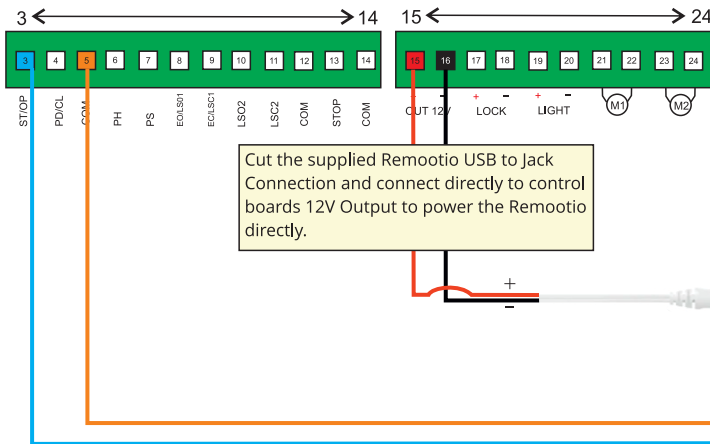 3 14 15 24
3 4 5 6 7 8 9 10 11 12 13 14 15 16 17 18 19 20 21 22 23 24
+ - + - + -
ST/OP PD/CL COM PH PS EO/LS01 EC/LSC1 LSO2 LSC2 COM STOP COM OUT 12V LOCK LIGHT M1 M2
Cut the supplied Remootio USB to Jack
Connection and connect directly to control
boards 12V Output to power the Remootio
directly.
+
−